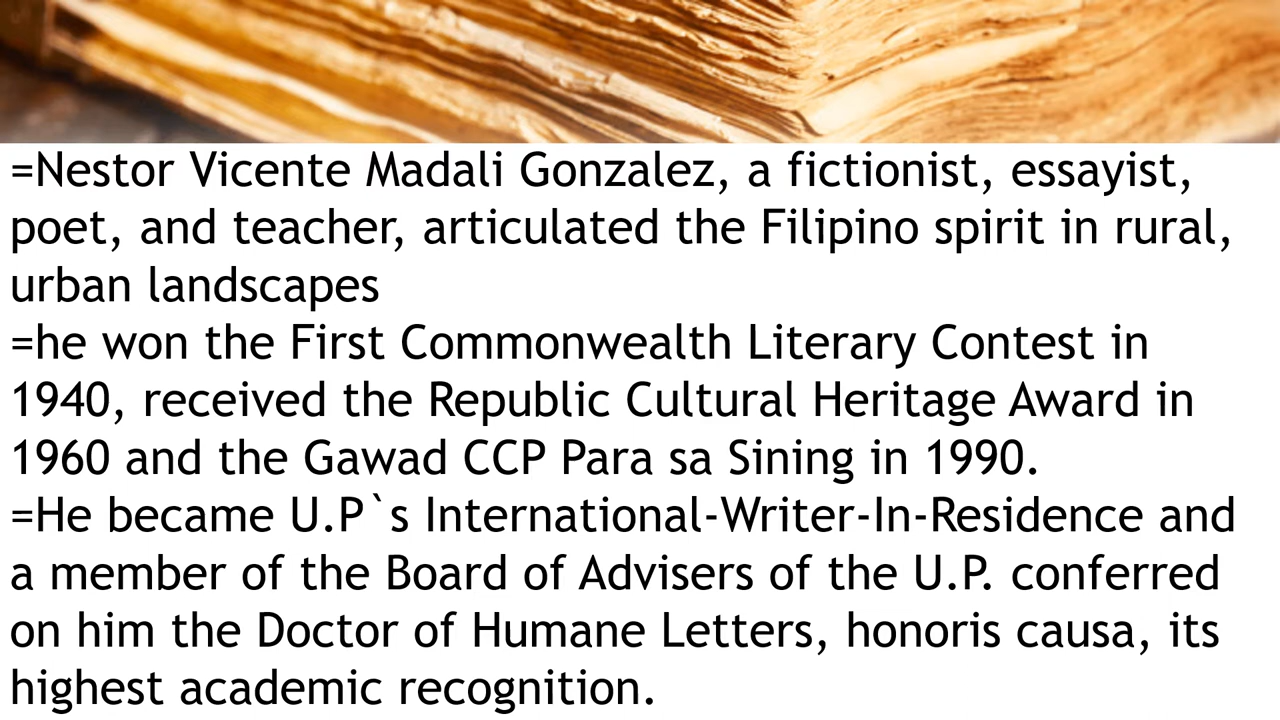 =Nestor Vicente Madali Gonzalez, a fictionist, essayist,
poet, and teacher, articulated the Filipino spirit in rural,
urban landscapes
=he won the First Commonwealth Literary Contest in
1940, received the Republic Cultural Heritage Award in
1960 and the Gawad CCP Para sa Sining in 1990.
=He became U.P`s International-Writer-In-Residence and
a member of the Board of Advisers of the U.P. conferred
on him the Doctor of Humane Letters, honoris causa, its
highest academic recognition.